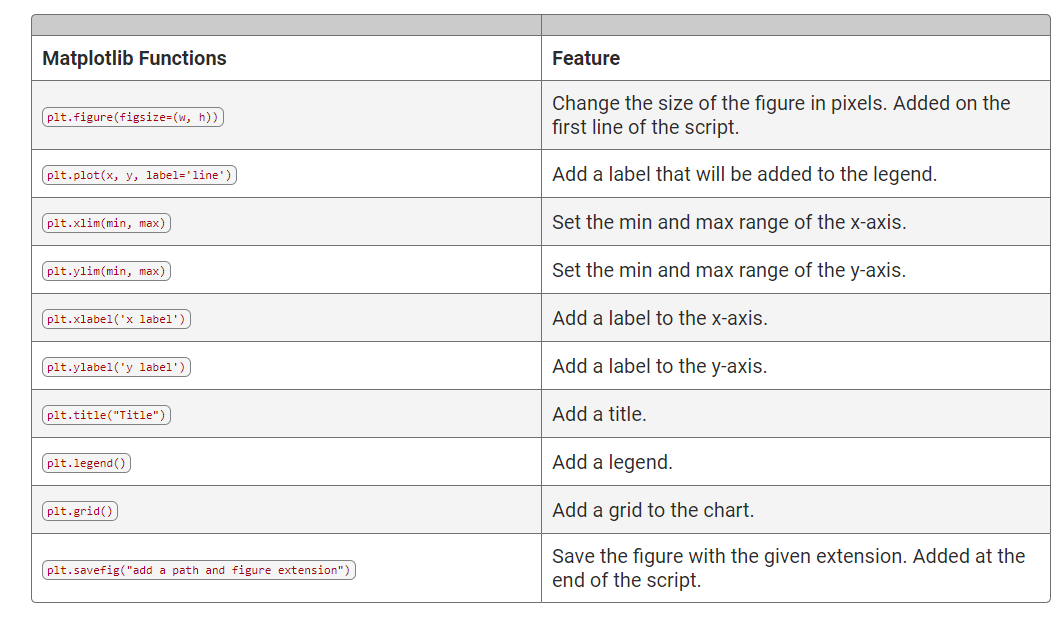 Matplotlib Functions
Feature
plt.figure(figsize=(w, h))
Change the size of the figure in pixels. Added on the
first line of the script.
plt.plot(x, y, label='line')
Add a label that will be added to the legend.
plt.xlim(min, max)
Set the min and max range of the x-axis.
plt.ylim(min, max)
Set the min and max range of the y-axis.
plt.xlabel('x label')
Add a label to the x-axis.
plt.ylabel('y label')
Add a label to the y-axis.
plt.title("Title")
Add a title.
plt.legend()
Add a legend.
plt.grid()
Add a grid to the chart.
plt.savefig("add a path and figure extension")
Save the figure with the given extension. Added at the
end of the script.